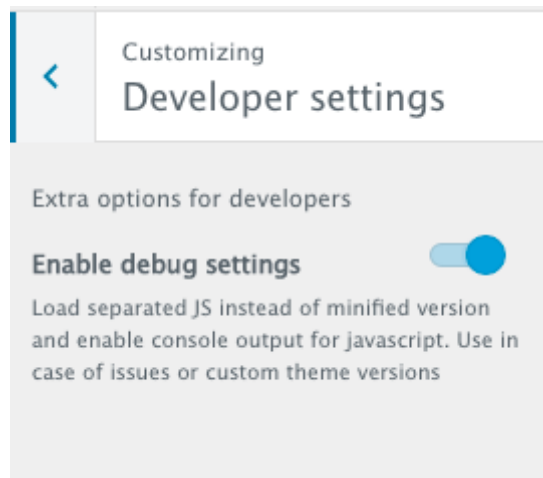 Customizing
Developer settings
Extra options for developers
Enable debug settings
Load separated JS instead of minified version
and enable console output for javascript. Use in
case of issues or custom theme versions